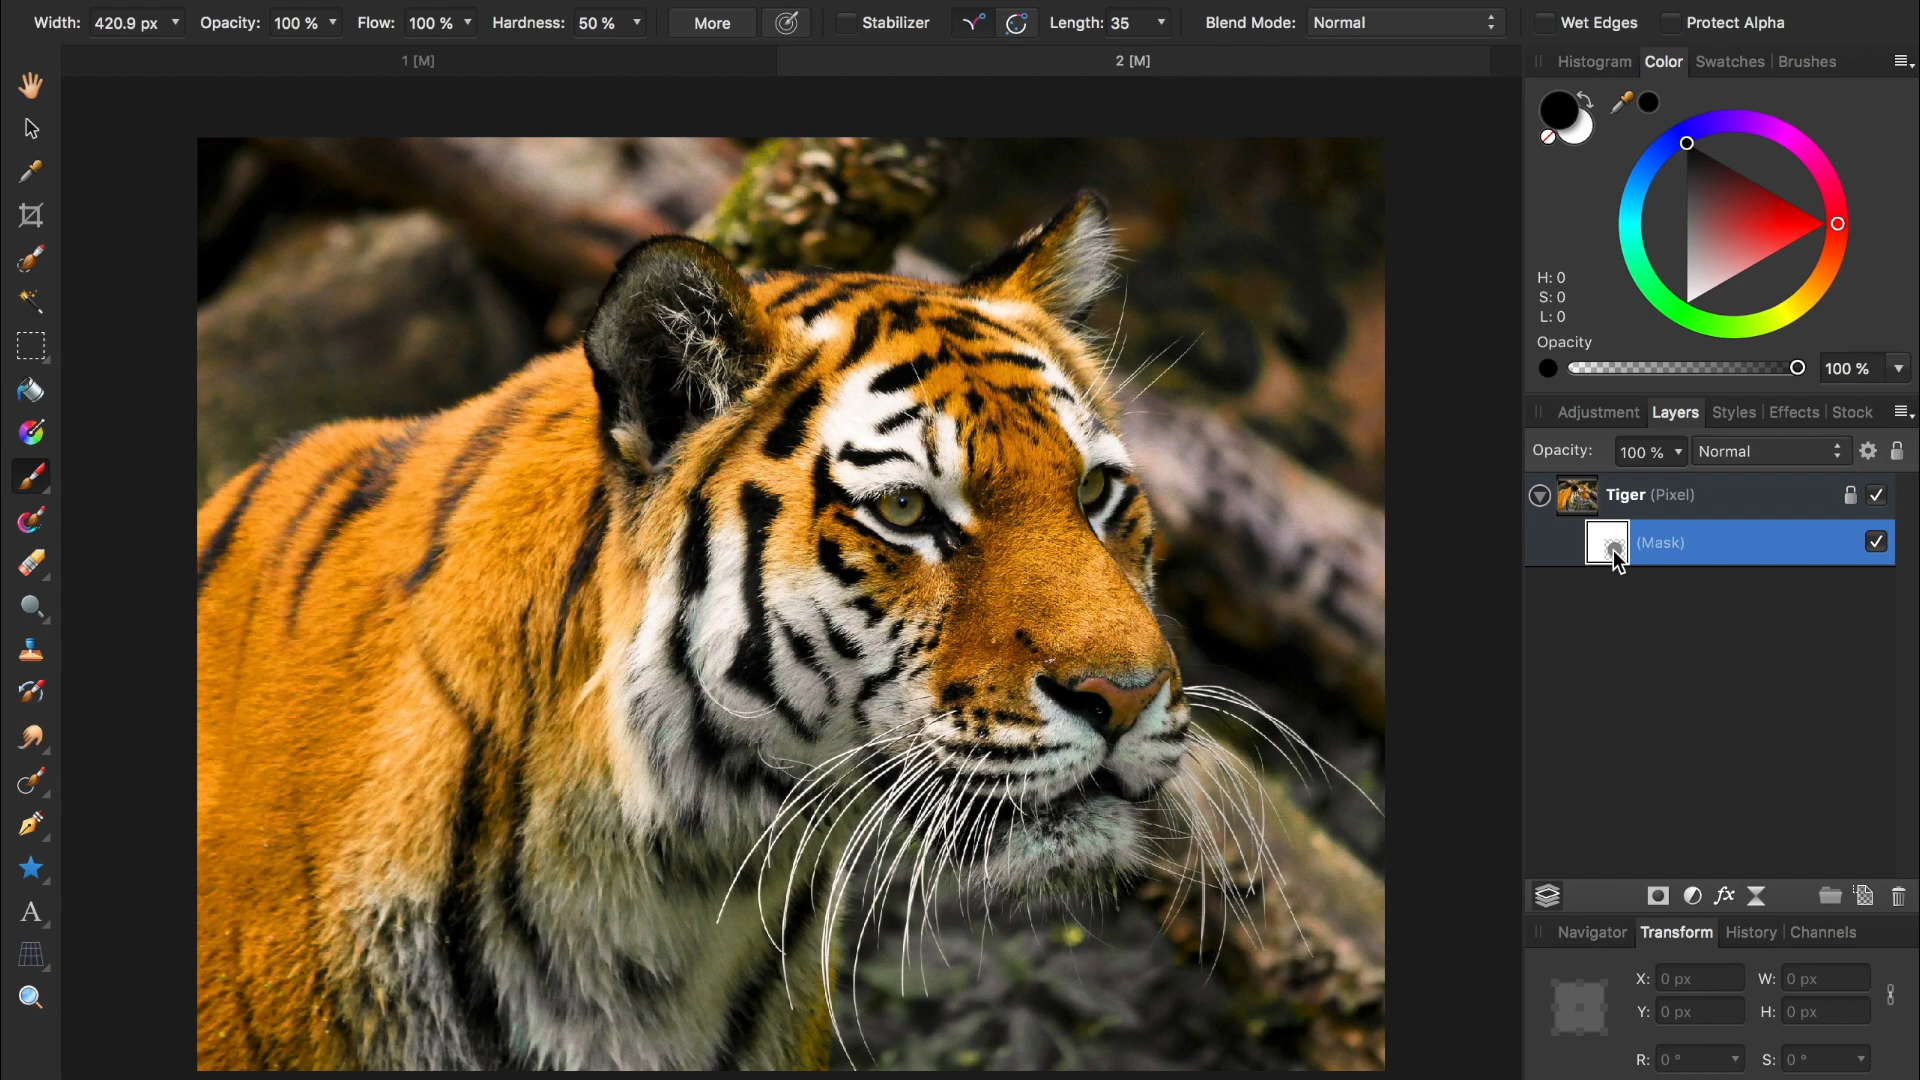 Width: 420.9 px Opacity: 100 % Flow: 100 % Hardness: 50 % More Stabilizer Length: 35 Blend Mode: Normal Wet Edges Protect Alpha
1 [M] 2 [M]
Histogram Color Swatches Brushes
H: 0
S: 0
L: 0
Opacity
100 %
Adjustment Layers Styles Effects Stock
Opacity: 100 % Normal
Tiger (Pixel)
(Mask)
fx
A
Navigator Transform History Channels
X: 0 px W: 0 px
Y: 0 px H: 0 px
R: 0 ° S: 0 °